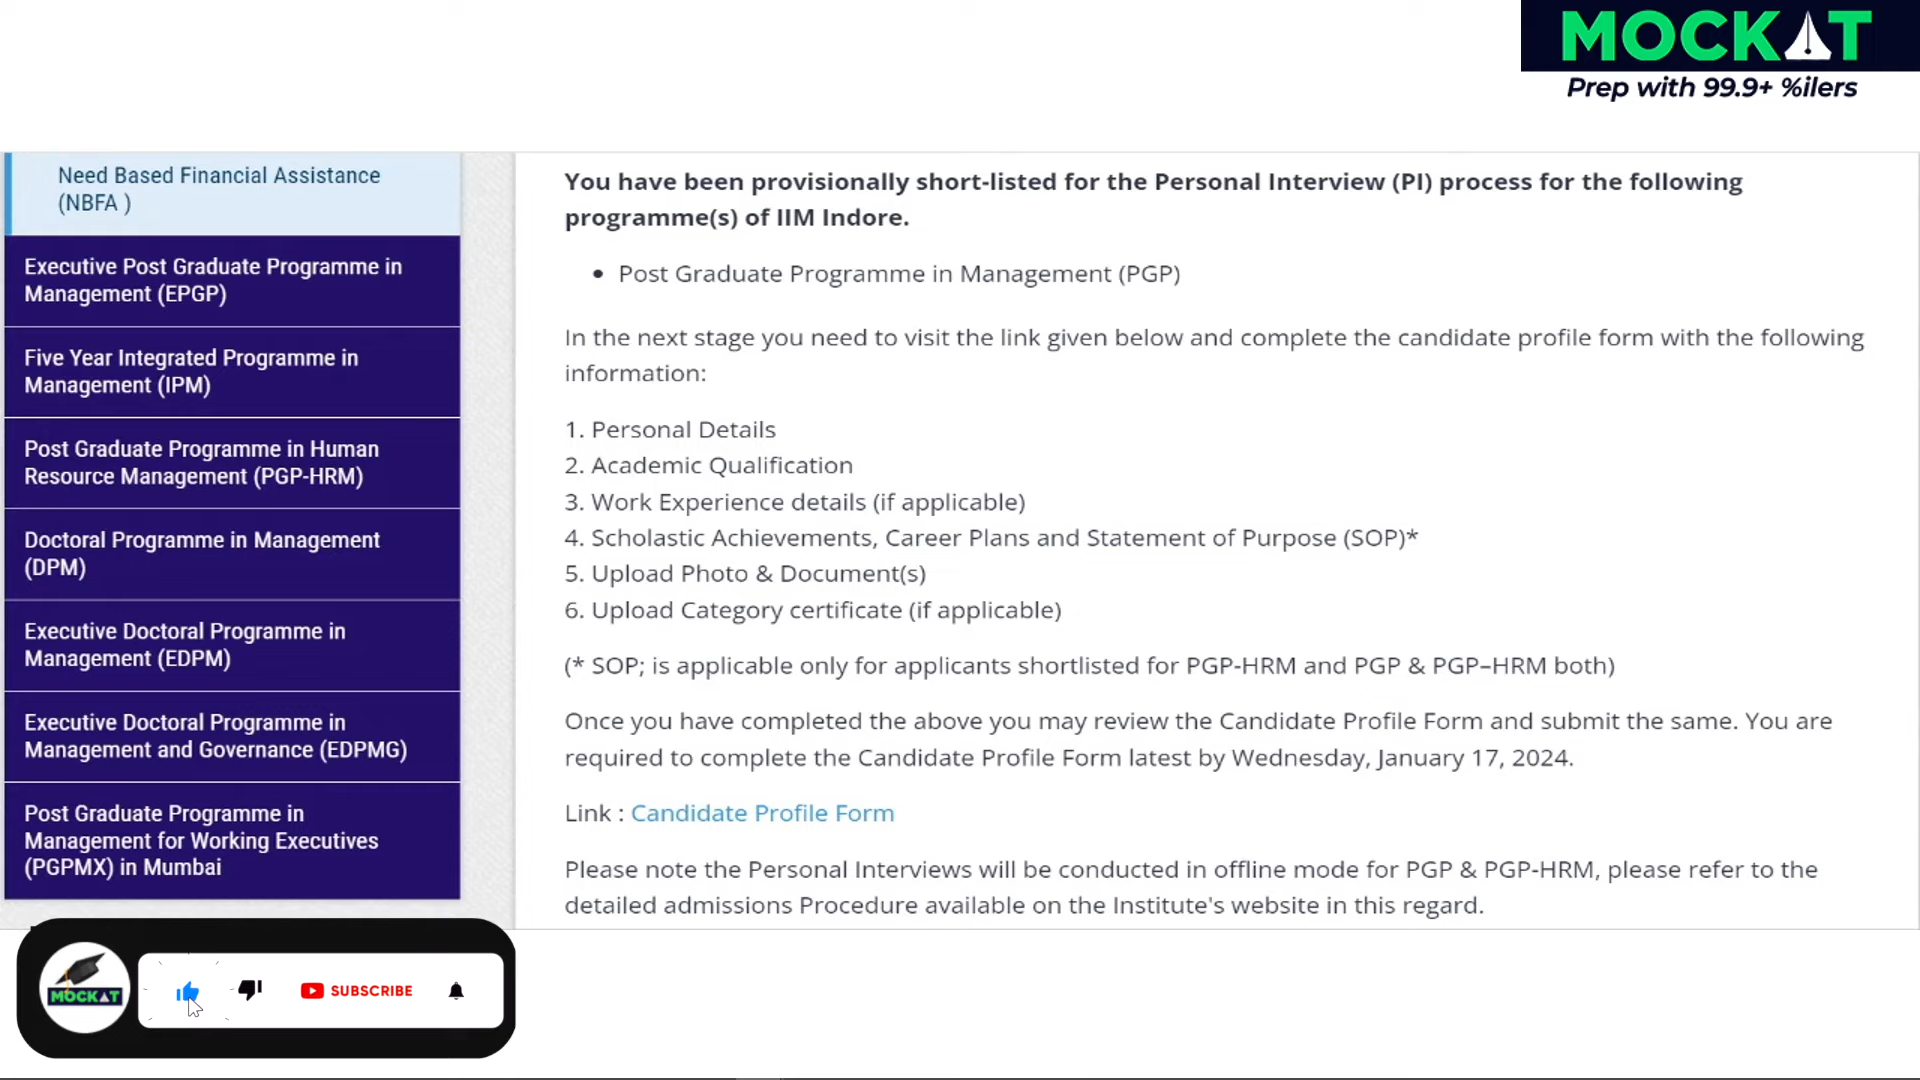 MOCKAT
Prep with 99.9+ %ilers
Need Based Financial Assistance
(NBFA )
Executive Post Graduate Programme in
Management (EPGP)
Five Year Integrated Programme in
Management (IPM)
Post Graduate Programme in Human
Resource Management (PGP-HRM)
Doctoral Programme in Management
(DPM)
Executive Doctoral Programme in
Management (EDPM)
Executive Doctoral Programme in
Management and Governance (EDPMG)
Post Graduate Programme in
Management for Working Executives
(PGPMX) in Mumbai
You have been provisionally short-listed for the Personal Interview (PI) process for the following
programme(s) of IIM Indore.
• Post Graduate Programme in Management (PGP)
In the next stage you need to visit the link given below and complete the candidate profile form with the following
information:
1. Personal Details
2. Academic Qualification
3. Work Experience details (if applicable)
4. Scholastic Achievements, Career Plans and Statement of Purpose (SOP)*
5. Upload Photo & Document(s)
6. Upload Category certificate (if applicable)
(* SOP; is applicable only for applicants shortlisted for PGP-HRM and PGP & PGP–HRM both)
Once you have completed the above you may review the Candidate Profile Form and submit the same. You are
required to complete the Candidate Profile Form latest by Wednesday, January 17, 2024.
Link : Candidate Profile Form
Please note the Personal Interviews will be conducted in offline mode for PGP & PGP-HRM, please refer to the
detailed admissions Procedure available on the Institute's website in this regard.
MOCKAT
SUBSCRIBE